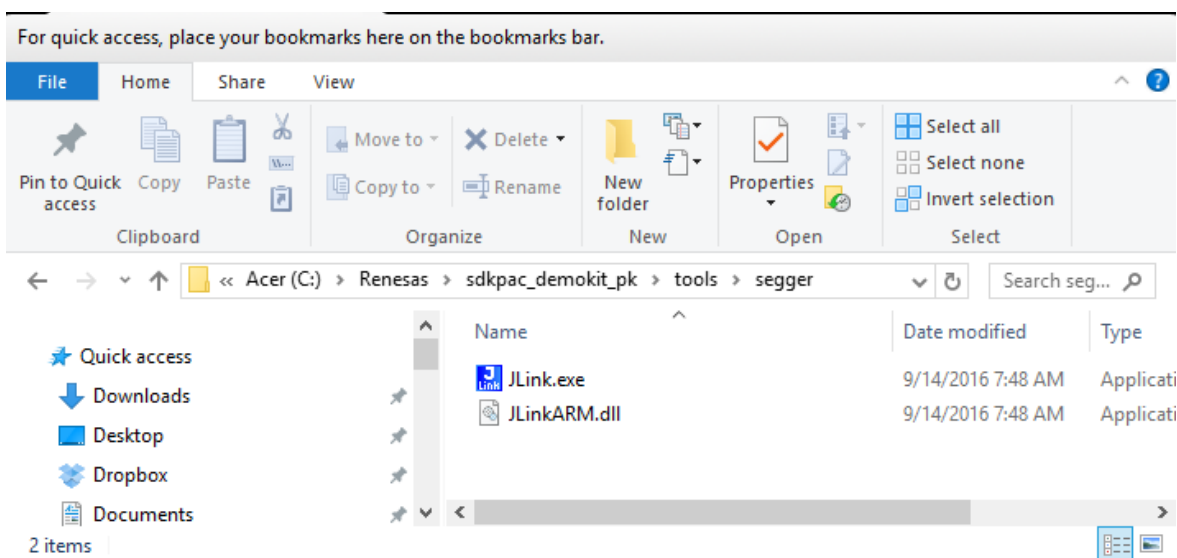 For quick access, place your bookmarks here on the bookmarks bar.
File Home Share View
Pin to Quick access
Copy
Paste
Move to
Copy to
Delete
Rename
New folder
Properties
Select all
Select none
Invert selection
Clipboard Organize New Open Select
« Acer (C:) > Renesas > sdkpac_demokit_pk > tools > segger
Search seg...
Quick access
Downloads
Desktop
Dropbox
Documents
Name Date modified Type
JLink.exe 9/14/2016 7:48 AM Applicati
JLinkARM.dll 9/14/2016 7:48 AM Applicati
2 items